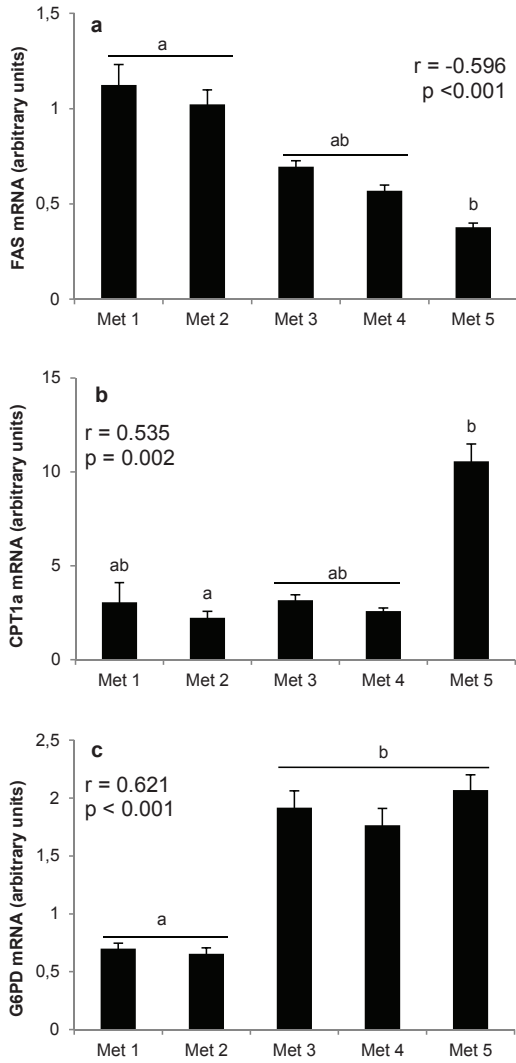 FAS mRNA (arbitrary units)
1,5
1
0,5
0
a
a
ab
b
r = -0.596
p <0.001
Met 1 Met 2 Met 3 Met 4 Met 5
CPT1a mRNA (arbitrary units)
15
10
5
0
b
r = 0.535
p = 0.002
ab
a
ab
b
Met 1 Met 2 Met 3 Met 4 Met 5
G6PD mRNA (arbitrary units)
2,5
2
1,5
1
0,5
0
c
r = 0.621
p < 0.001
a
b
Met 1 Met 2 Met 3 Met 4 Met 5